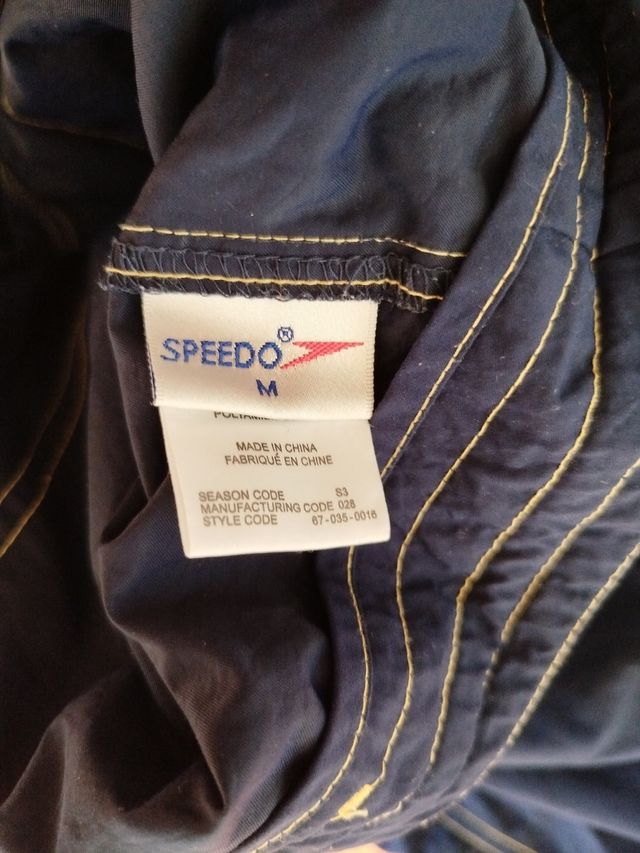 SPEEDO®
M
MADE IN CHINA
FABRIQUÉ EN CHINE
SEASON CODE S3
MANUFACTURING CODE 028
STYLE CODE 67-035-0016